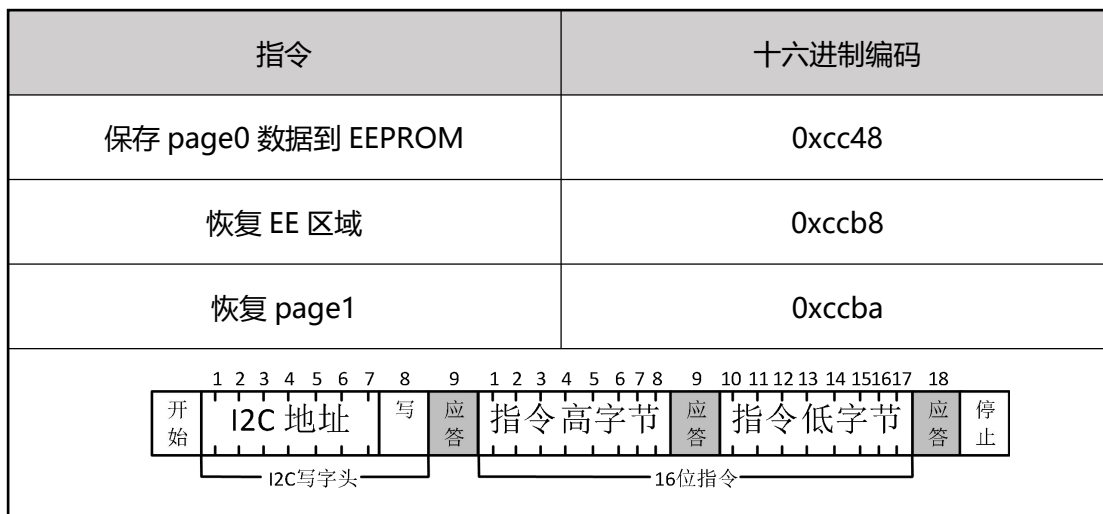 指令 十六进制编码
保存 page0 数据到 EEPROM 0xcc48
恢复 EE 区域 0xccb8
恢复 page1 0xccba
1 2 3 4 5 6 7 8 9 1 2 3 4 5 6 7 8 9 10 11 12 13 14 15 16 17 18
开始 I2C 地址 写 应答 指令高字节 应答 指令低字节 应答 停止
I2C写字头 16位指令